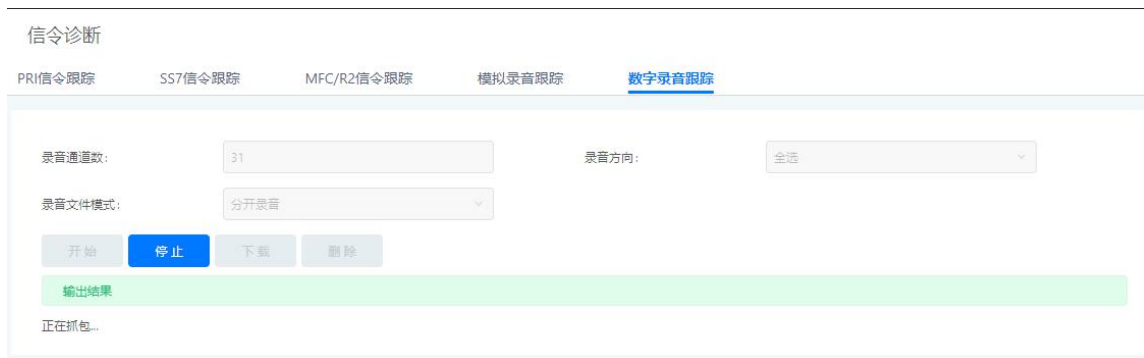 信令诊断
PRI信令跟踪 SS7信令跟踪 MFC/R2信令跟踪 模拟录音跟踪 数字录音跟踪
录音通道数: 31 录音方向: 全选
录音文件模式: 分开录音
开始 停止 下载 删除
输出结果
正在抓包...